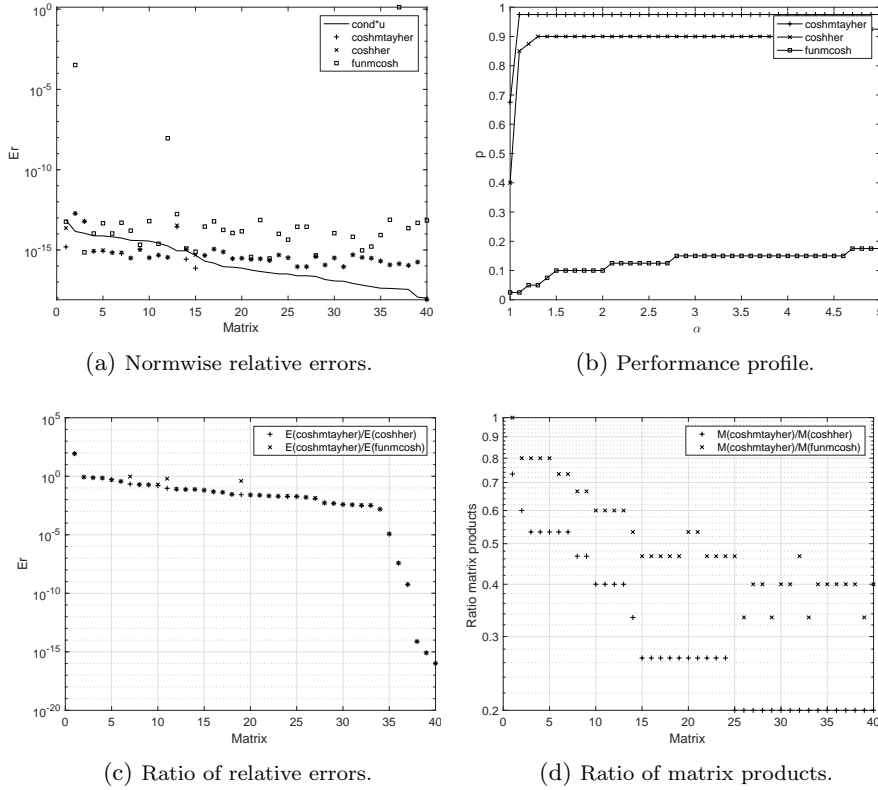 10^0
10^-5
10^-10
10^-15
Er
0 5 10 15 20 25 30 35 40
Matrix
cond*u
coshmtayher
coshher
funmcosh
(a) Normwise relative errors.
1
0.9
0.8
0.7
0.6
0.5
0.4
0.3
0.2
0.1
0
p
1 1.5 2 2.5 3 3.5 4 4.5 5
α
coshmtayher
coshher
funmcosh
(b) Performance profile.
10^5
10^0
10^-5
10^-10
10^-15
10^-20
Er
0 5 10 15 20 25 30 35 40
Matrix
E(coshmtayher)/E(coshher)
E(coshmtayher)/E(funmcosh)
(c) Ratio of relative errors.
1
0.9
0.8
0.7
0.6
0.5
0.4
0.3
0.2
Ratio matrix products
0 5 10 15 20 25 30 35 40
Matrix
M(coshmtayher)/M(coshher)
M(coshmtayher)/M(funmcosh)
(d) Ratio of matrix products.